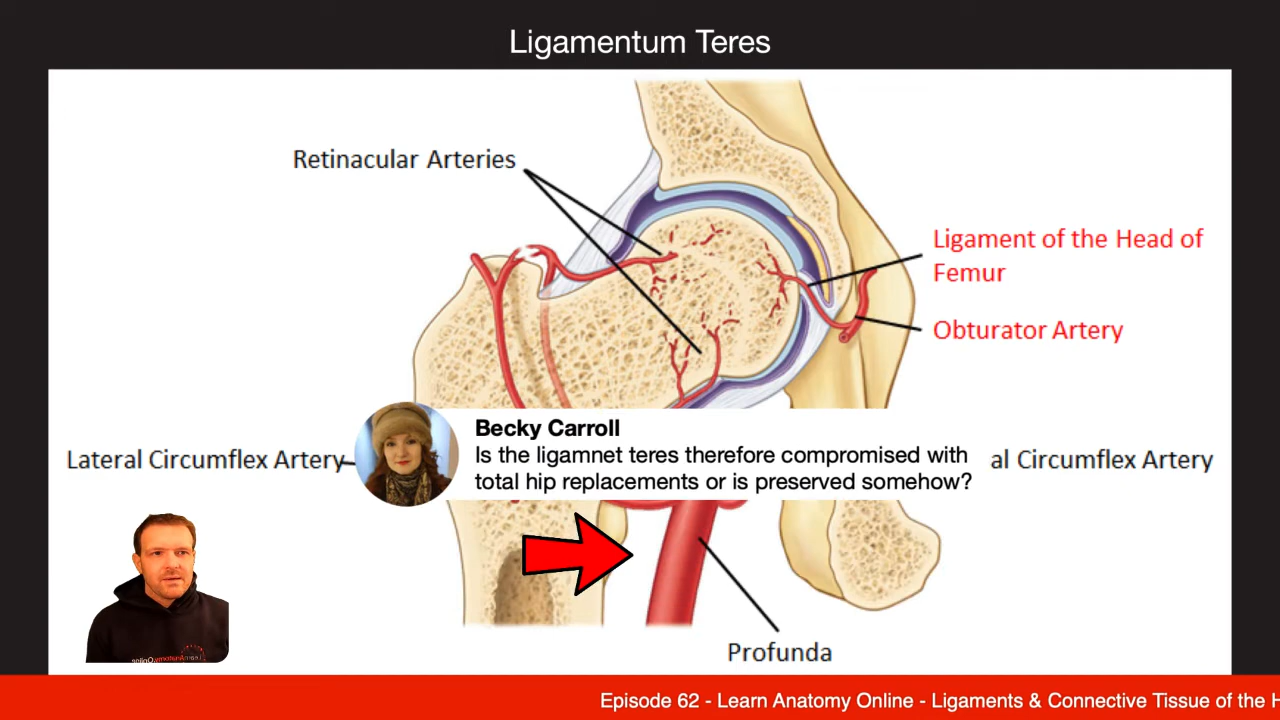 Ligamentum Teres
Retinacular Arteries
Ligament of the Head of
Femur
Obturator Artery
Becky Carroll
Is the ligamnet teres therefore compromised with
total hip replacements or is preserved somehow?
Lateral Circumflex Artery
al Circumflex Artery
Profunda
Episode 62 - Learn Anatomy Online - Ligaments & Connective Tissue of the H